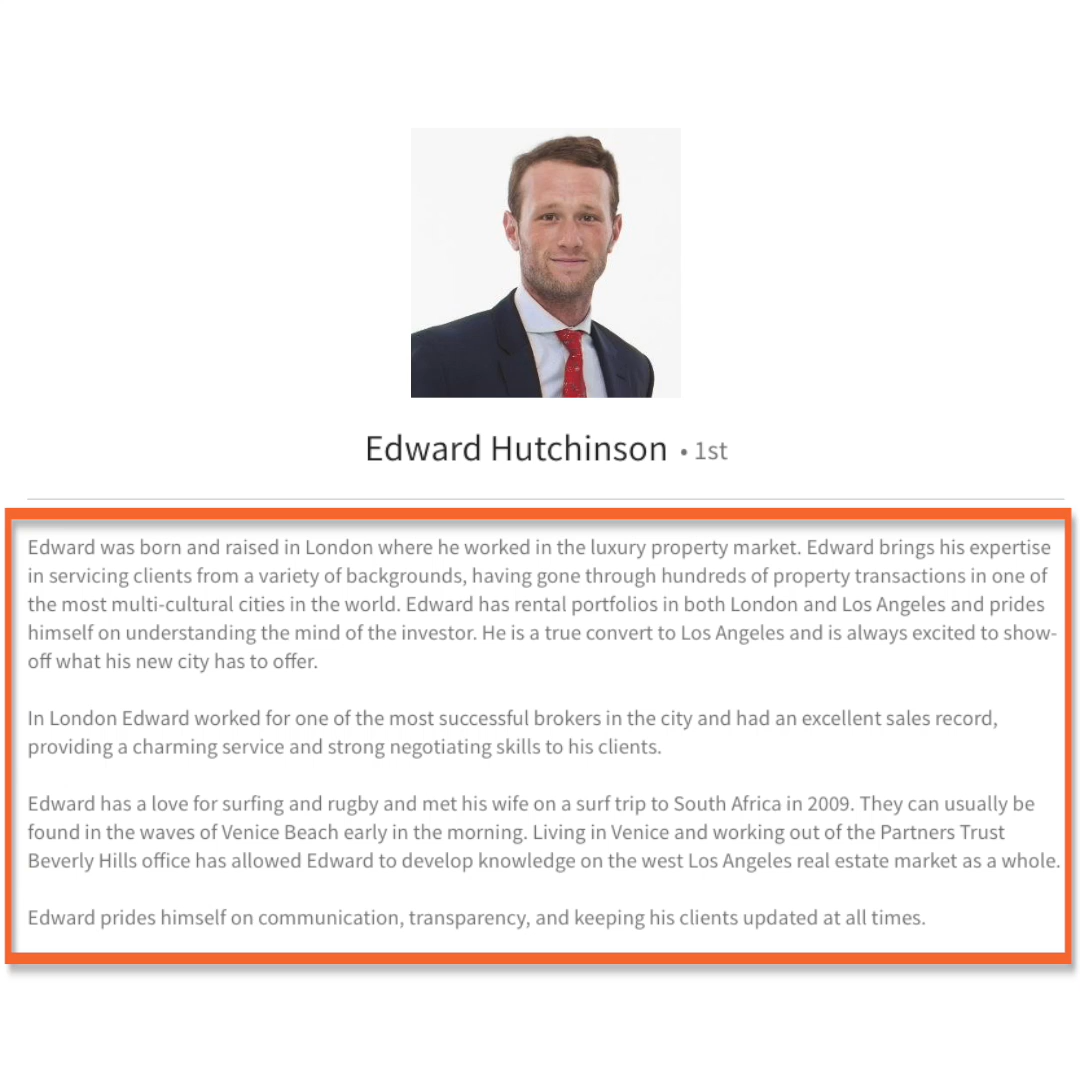 Edward Hutchinson • 1st
Edward was born and raised in London where he worked in the luxury property market. Edward brings his expertise
in servicing clients from a variety of backgrounds, having gone through hundreds of property transactions in one of
the most multi-cultural cities in the world. Edward has rental portfolios in both London and Los Angeles and prides
himself on understanding the mind of the investor. He is a true convert to Los Angeles and is always excited to show-
off what his new city has to offer.
In London Edward worked for one of the most successful brokers in the city and had an excellent sales record,
providing a charming service and strong negotiating skills to his clients.
Edward has a love for surfing and rugby and met his wife on a surf trip to South Africa in 2009. They can usually be
found in the waves of Venice Beach early in the morning. Living in Venice and working out of the Partners Trust
Beverly Hills office has allowed Edward to develop knowledge on the west Los Angeles real estate market as a whole.
Edward prides himself on communication, transparency, and keeping his clients updated at all times.